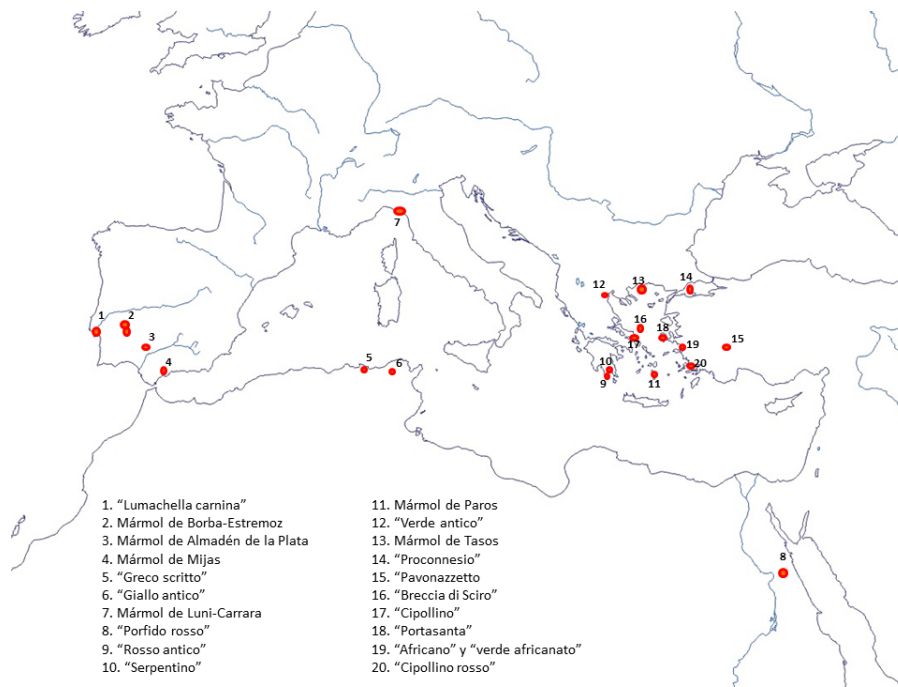 12
13
14
7
1
2
3
4
16
18
17
19
15
5
6
10
20
9
11
8
1. “Lumachella carnina”
2. Mármol de Borba-Estremoz
3. Mármol de Almadén de la Plata
4. Mármol de Mijas
5. “Greco scritto”
6. “Giallo antico”
7. Mármol de Luni-Carrara
8. “Porfido rosso”
9. “Rosso antico”
10. “Serpentino”
11. Mármol de Paros
12. “Verde antico”
13. Mármol de Tasos
14. “Proconnesio”
15. “Pavonazzetto
16. “Breccia di Sciro”
17. “Cipollino”
18. “Portasanta”
19. “Africano” y “verde africanato”
20. “Cipollino rosso”